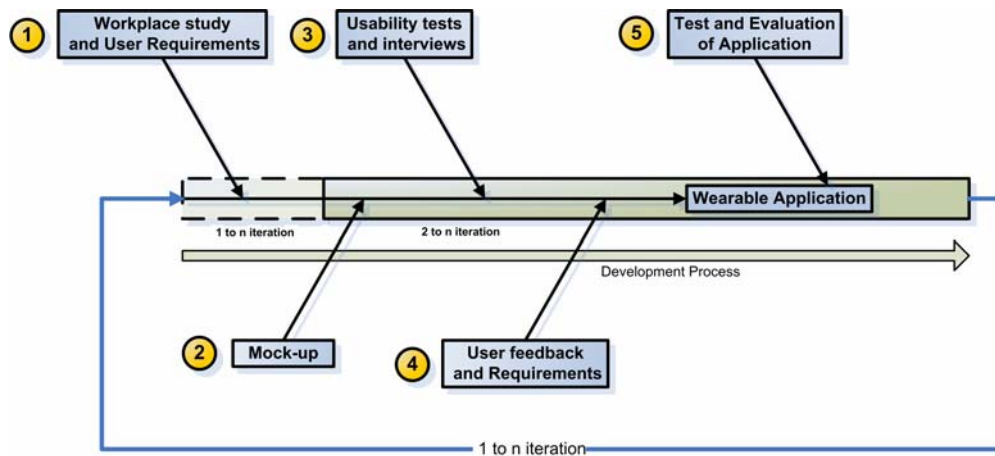 1
Workplace study
and User Requirements
3
Usability tests
and interviews
5
Test and Evaluation
of Application
Wearable Application
1 to n iteration
2 to n iteration
Development Process
2
Mock-up
4
User feedback
and Requirements
1 to n iteration